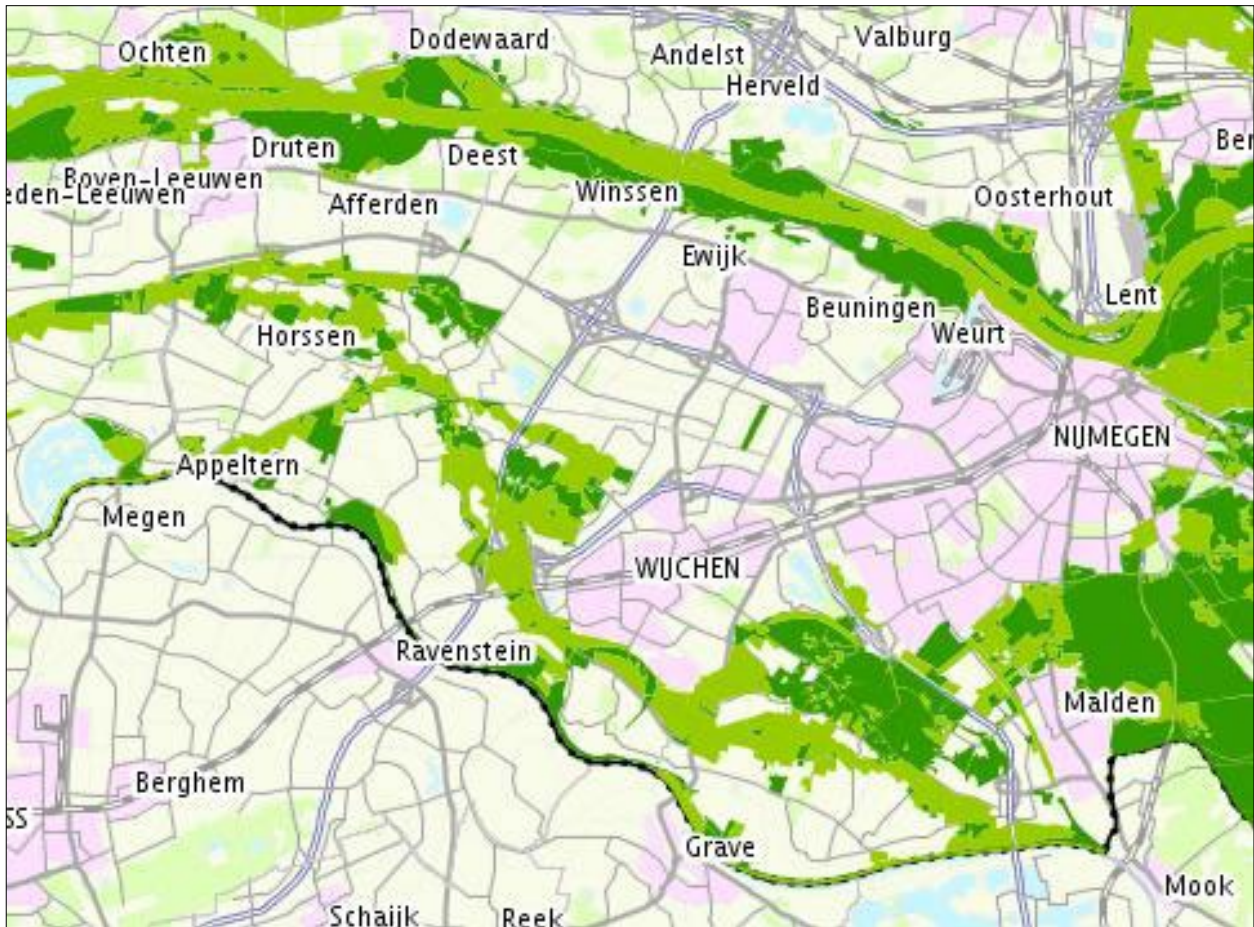 Valburg
Dodewaard
Ochten
Andelst
Herveld
Ber
Druten
Deest
Boven-Leeuwen
eden-Leeuwen
Winssen
Oosterhout
Afferden
Ewijk
Lent
Beuningen
Weurt
Horssen
NIJMEGEN
Appeltern
Megen
WIJCHEN
Ravenstein
Malden
Berghem
ss
Grave
Mook
Schaijk
Reek